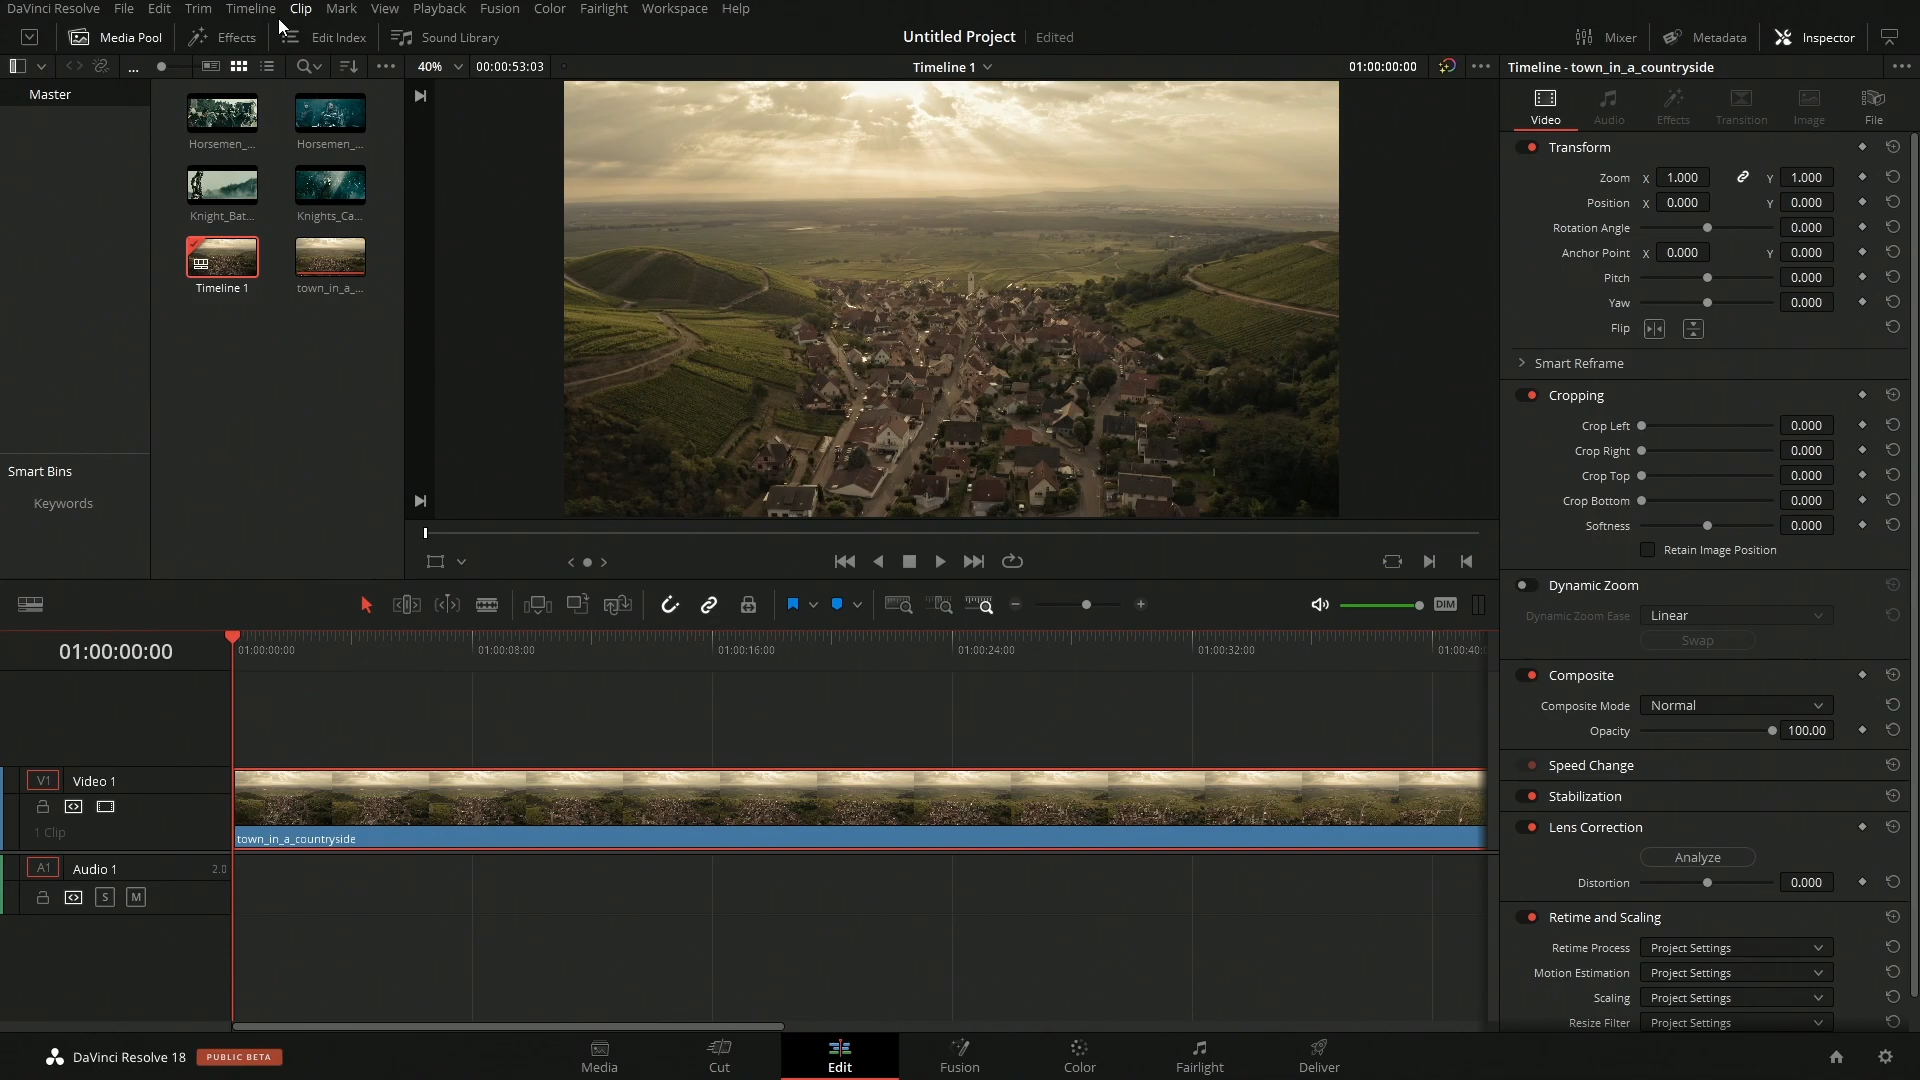 DaVinci Resolve File Edit Trim Timeline Clip Mark View Playback Fusion Color Fairlight Workspace Help
Media Pool Effects Edit Index Sound Library Untitled Project Edited Mixer Metadata Inspector
40% 00:00:53:03 Timeline 1 01:00:00:00 Timeline - town_in_a_countryside
Master
Horsemen_... Horsemen_...
Knight_Bat... Knights_Ca...
Timeline 1 town_in_a_...
Smart Bins
Keywords
Video Audio Effects Transition Image File
Transform
Zoom X 1.000 Y 1.000
Position X 0.000 Y 0.000
Rotation Angle 0.000
Anchor Point X 0.000 Y 0.000
Pitch 0.000
Yaw 0.000
Flip
Smart Reframe
Cropping
Crop Left 0.000
Crop Right 0.000
Crop Top 0.000
Crop Bottom 0.000
Softness 0.000
Retain Image Position
Dynamic Zoom
Dynamic Zoom Ease Linear
Swap
Composite
Composite Mode Normal
Opacity 100.00
Speed Change
Stabilization
Lens Correction
Analyze
Distortion 0.000
Retime and Scaling
Retime Process Project Settings
Motion Estimation Project Settings
Scaling Project Settings
Resize Filter Project Settings
DIM
01:00:00:00 01:00:00:00 01:00:08:00 01:00:16:00 01:00:24:00 01:00:32:00 01:00:40:
V1 Video 1
1 Clip
town_in_a_countryside
A1 Audio 1 2.0
S M
DaVinci Resolve 18 PUBLIC BETA
Media Cut Edit Fusion Color Fairlight Deliver